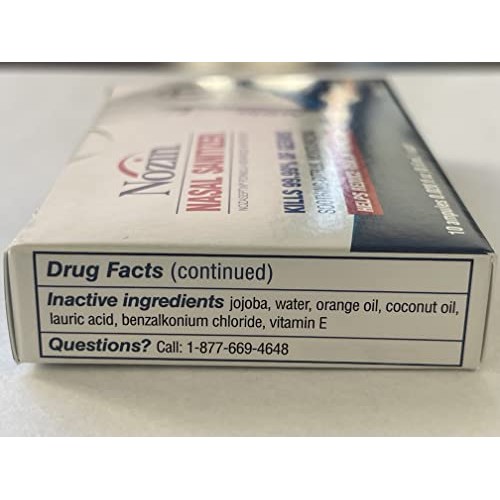 Nozin
NASAL SANITIZER
KILLS 99.99% OF GERMS
Drug Facts (continued)
Inactive ingredients jojoba, water, orange oil, coconut oil,
lauric acid, benzalkonium chloride, vitamin E
Questions? Call: 1-877-669-4648